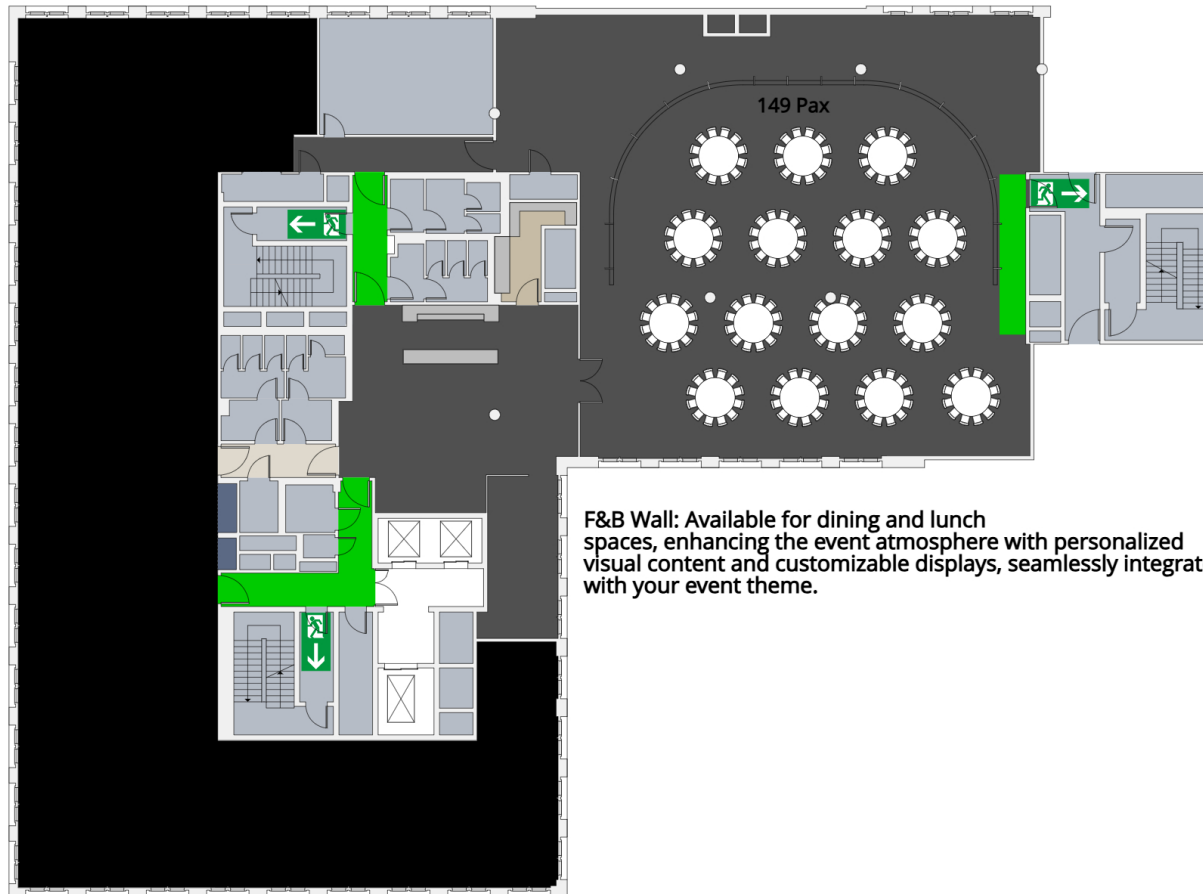 149 Pax
F&B Wall: Available for dining and lunch
spaces, enhancing the event atmosphere with personalized
visual content and customizable displays, seamlessly integrat
with your event theme.